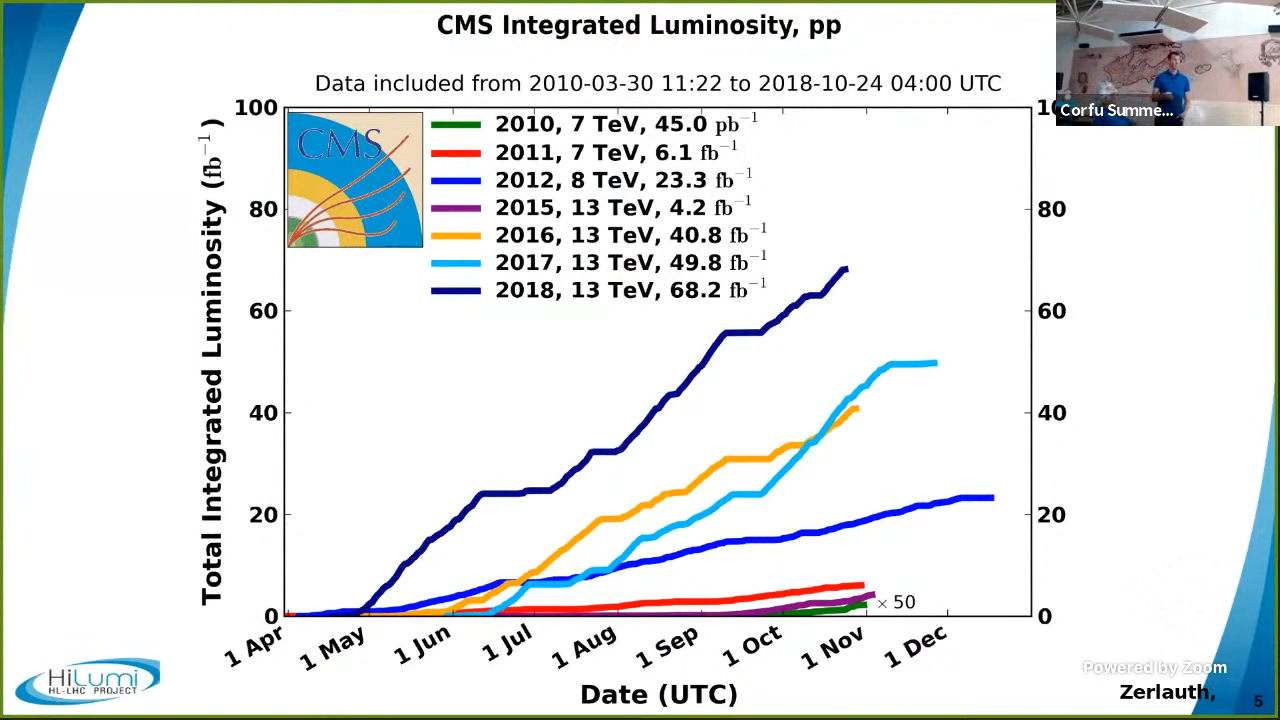 CMS Integrated Luminosity, pp
Data included from 2010-03-30 11:22 to 2018-10-24 04:00 UTC
Corfu Summe...
CMS
2010, 7 TeV, 45.0 pb⁻¹
2011, 7 TeV, 6.1 fb⁻¹
2012, 8 TeV, 23.3 fb⁻¹
2015, 13 TeV, 4.2 fb⁻¹
2016, 13 TeV, 40.8 fb⁻¹
2017, 13 TeV, 49.8 fb⁻¹
2018, 13 TeV, 68.2 fb⁻¹
Total Integrated Luminosity (fb⁻¹)
100
80
60
40
20
0
80
60
40
20
0
× 50
1 Apr
1 May
1 Jun
1 Jul
1 Aug
1 Sep
1 Oct
1 Nov
1 Dec
Date (UTC)
HiLumi
HL-LHC PROJECT
Powered by Zoom
Zerlauth,
5